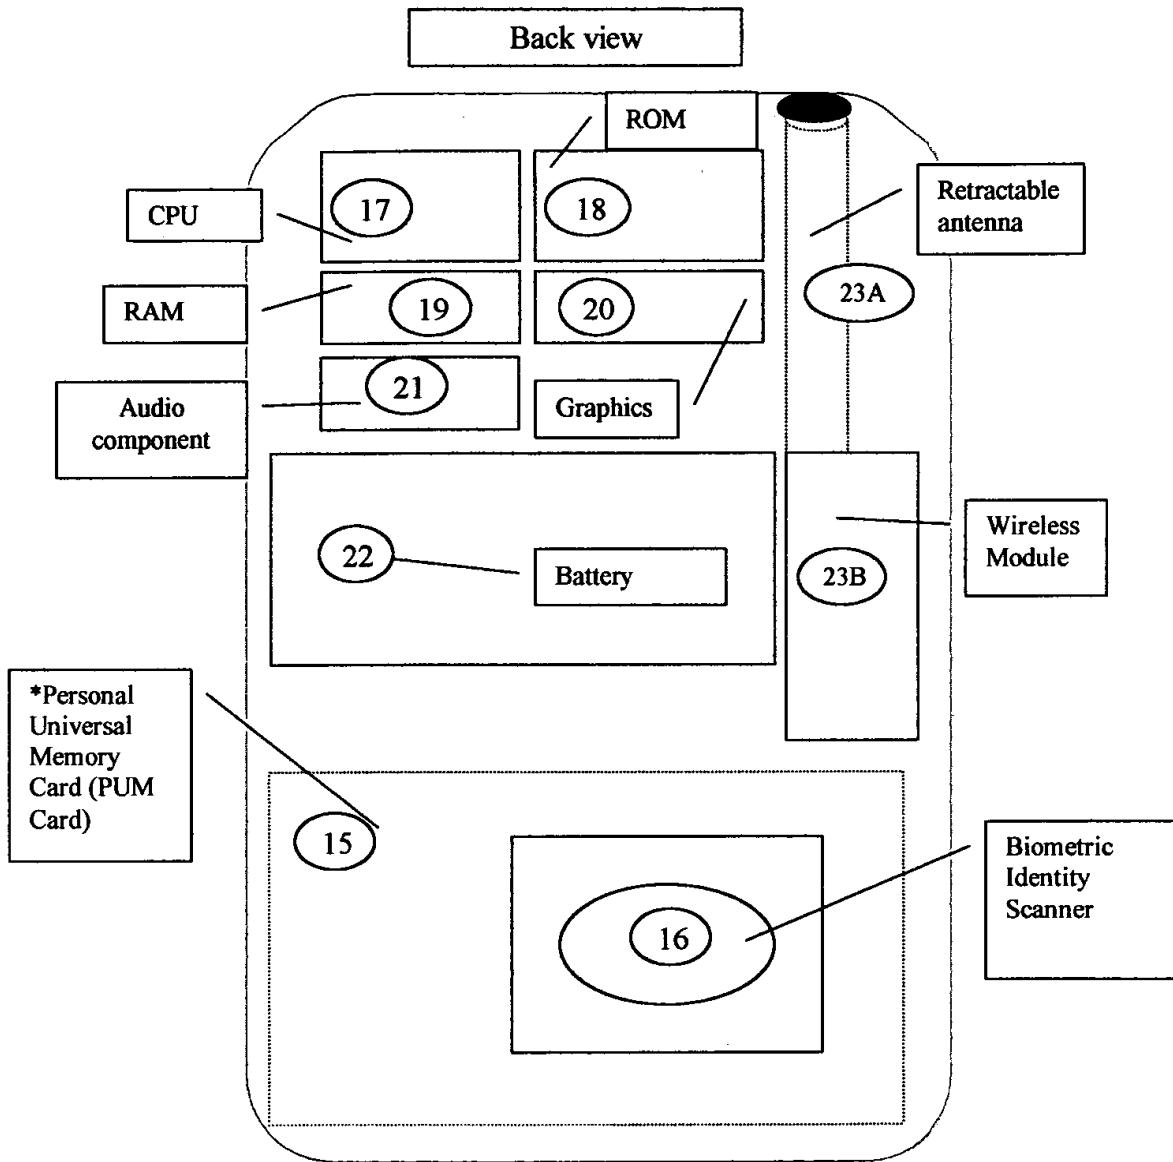 Back view
ROM
CPU
17
18
Retractable
antenna
RAM
19
20
23A
Audio
component
21
Graphics
22
Battery
23B
Wireless
Module
*Personal
Universal
Memory
Card (PUM
Card)
15
16
Biometric
Identity
Scanner